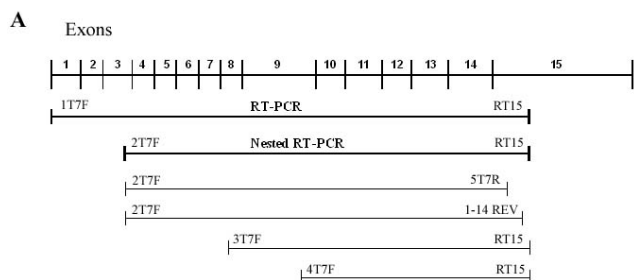 A
Exons
1 2 3 4 5 6 7 8 9 10 11 12 13 14 15
1T7F RT-PCR RT15
2T7F Nested RT-PCR RT15
2T7F 5T7R
2T7F 1-14 REV
3T7F RT15
4T7F RT15